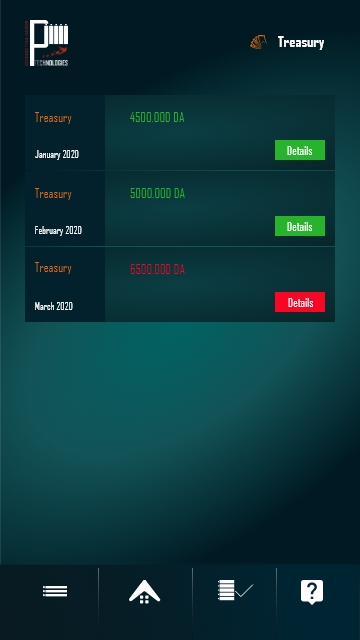 TECHNOLOGIES
Treasury
Treasury
4500.000 DA
January 2020
Details
Treasury
5000.000 DA
February 2020
Details
Treasury
6500.000 DA
March 2020
Details
?